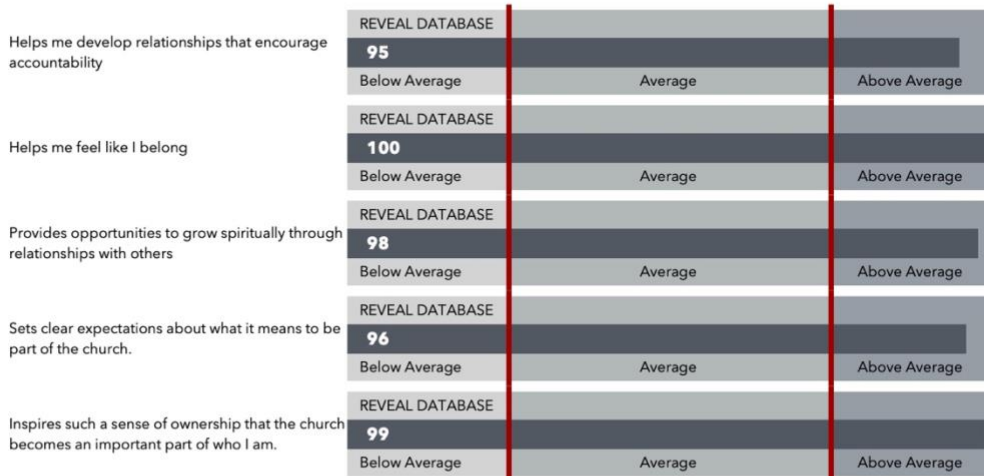 REVEAL DATABASE
Helps me develop relationships that encourage
accountability
95
Below Average Average Above Average
REVEAL DATABASE
Helps me feel like I belong
100
Below Average Average Above Average
REVEAL DATABASE
Provides opportunities to grow spiritually through
relationships with others
98
Below Average Average Above Average
REVEAL DATABASE
Sets clear expectations about what it means to be
part of the church.
96
Below Average Average Above Average
REVEAL DATABASE
Inspires such a sense of ownership that the church
becomes an important part of who I am.
99
Below Average Average Above Average